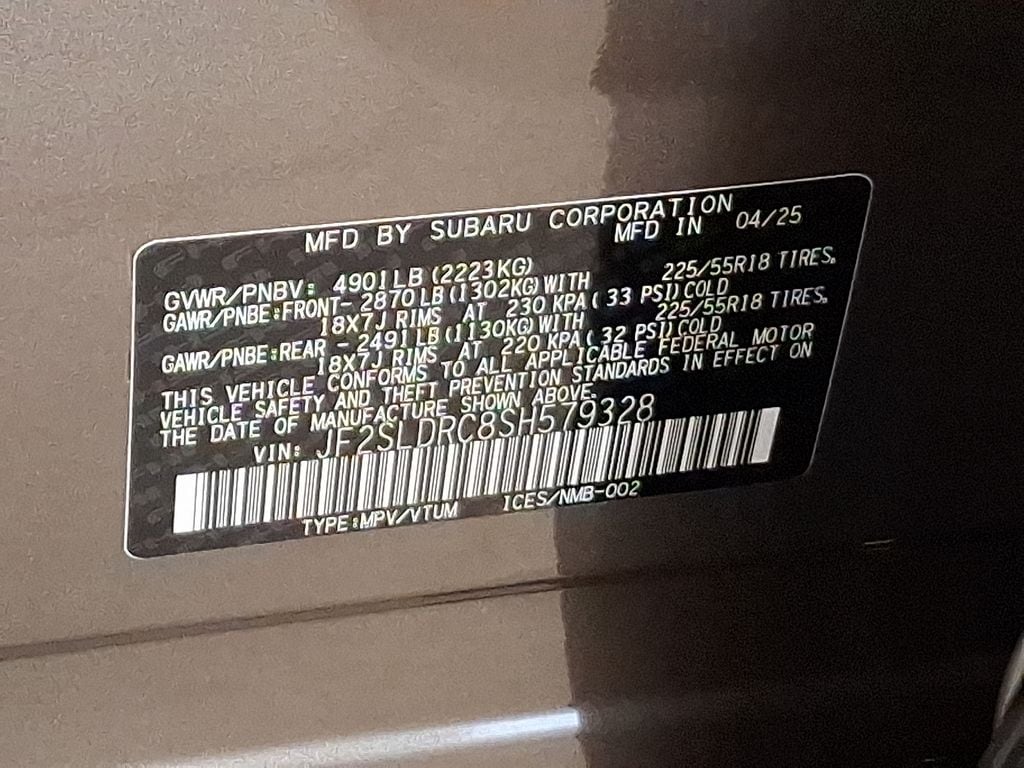 MFD BY SUBARU CORPORATION
MFD IN 04/25
GVWR/PNBV: 4901LB (2223KG)
GAWR/PNBE:FRONT- 2870LB(1302KG)WITH 225/55R18 TIRES.
18X7J RIMS AT 230 KPA( 33 PSI)COLD
GAWR/PNBE:REAR - 2491LB(1130KG)WITH 225/55R18 TIRES.
18X7J RIMS AT 220 KPA( 32 PSI)COLD
THIS VEHICLE CONFORMS TO ALL APPLICABLE FEDERAL MOTOR
VEHICLE SAFETY AND THEFT PREVENTION STANDARDS IN EFFECT ON
THE DATE OF MANUFACTURE SHOWN ABOVE.
VIN: JF2SLDRC8SH579328
TYPE:MPV/VTUM ICES/NMB-002